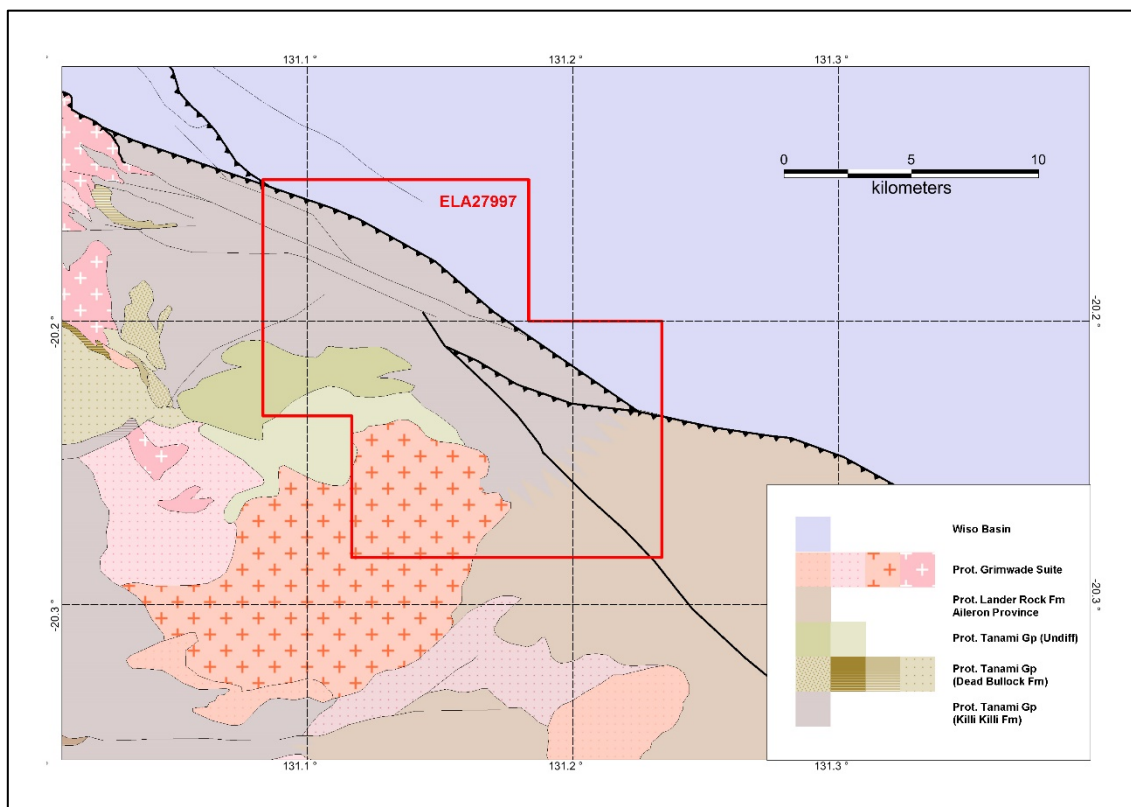 131.1 °
131.2 °
131.3 °
0
5
10
kilometers
ELA27997
-20.2 °
-20.2 °
-20.3 °
-20.3 °
Wiso Basin
Prot. Grimwade Suite
Prot. Lander Rock Fm
Aileron Province
Prot. Tanami Gp (Undiff)
Prot. Tanami Gp
(Dead Bullock Fm)
Prot. Tanami Gp
(Killi Killi Fm)
131.1 °
131.2 °
131.3 °